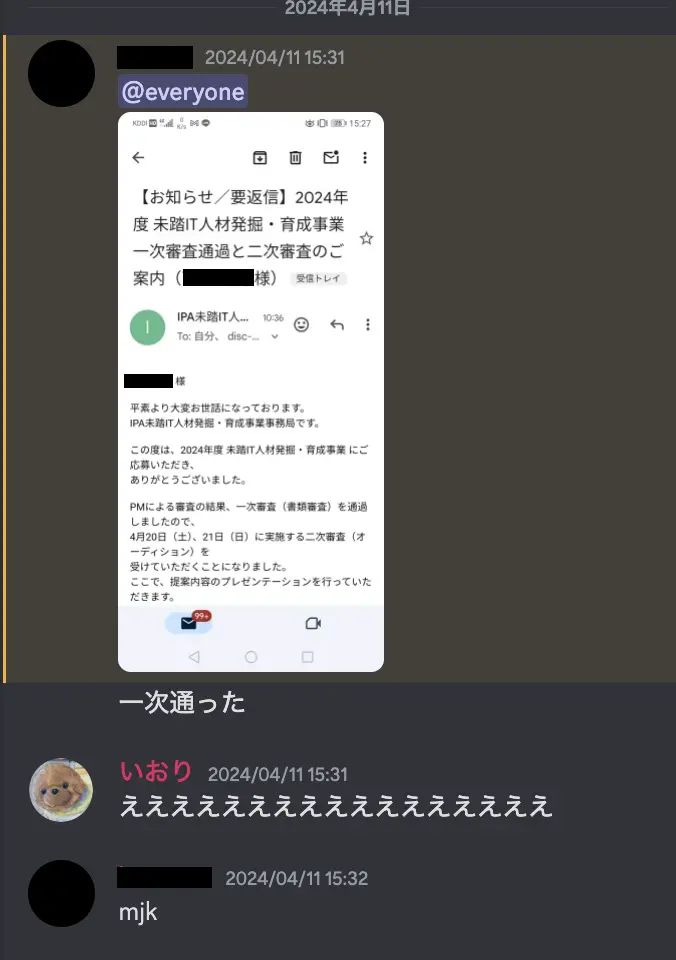 2024年4月11日
2024/04/11 15:31
@everyone
KDDI 15:27
【お知らせ／要返信】2024年
度 未踏IT人材発掘・育成事業
一次審査通過と二次審査のご
案内（ 様） 受信トレイ
I
IPA未踏IT人... 10:36
To: 自分、 disc-...
様
平素より大変お世話になっております。
IPA未踏IT人材発掘・育成事業事務局です。
この度は、2024年度 未踏IT人材発掘・育成事業 にご
応募いただき、
ありがとうございました。
PMによる審査の結果、一次審査（書類審査）を通過
しましたので、
4月20日（土）、21日（日）に実施する二次審査（オ
ーディション）を
受けていただくことになりました。
ここで、提案内容のプレゼンテーションを行っていた
だきます。
99+
一次通った
いおり 2024/04/11 15:31
えええええええええええええええええ
2024/04/11 15:32
mjk